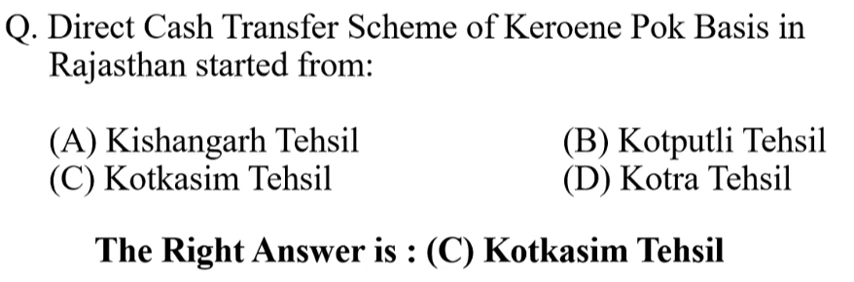 Q. Direct Cash Transfer Scheme of Keroene Pok Basis in
Rajasthan started from:
(A) Kishangarh Tehsil (B) Kotputli Tehsil
(C) Kotkasim Tehsil (D) Kotra Tehsil
The Right Answer is : (C) Kotkasim Tehsil